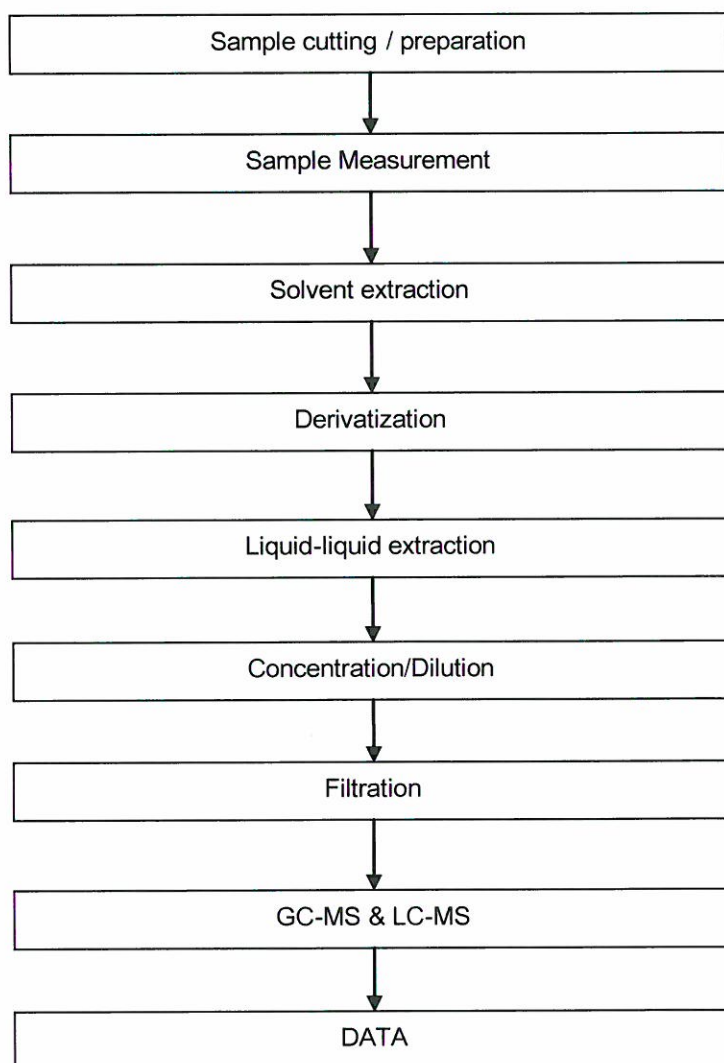 Sample cutting / preparation
Sample Measurement
Solvent extraction
Derivatization
Liquid-liquid extraction
Concentration/Dilution
Filtration
GC-MS & LC-MS
DATA